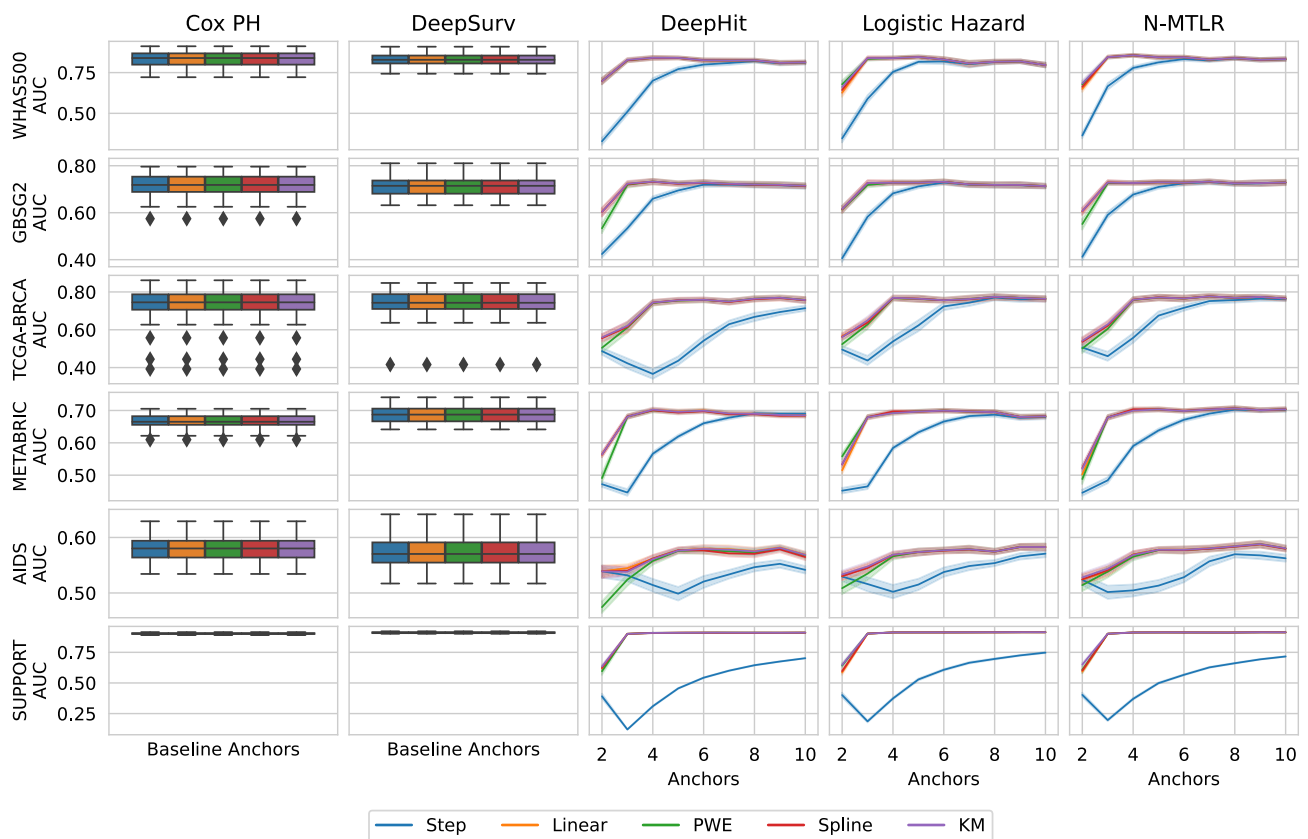 Cox PH DeepSurv DeepHit Logistic Hazard N-MTLR
WHAS500
AUC
0.75
0.50
GBSG2
AUC
0.80
0.60
0.40
TCGA-BRCA
AUC
0.80
0.60
0.40
METABRIC
AUC
0.70
0.60
0.50
AIDS
AUC
0.60
0.50
SUPPORT
AUC
0.75
0.50
0.25
2 4 6 8 10 2 4 6 8 10 2 4 6 8 10
Baseline Anchors Baseline Anchors Anchors Anchors Anchors
Step Linear PWE Spline KM